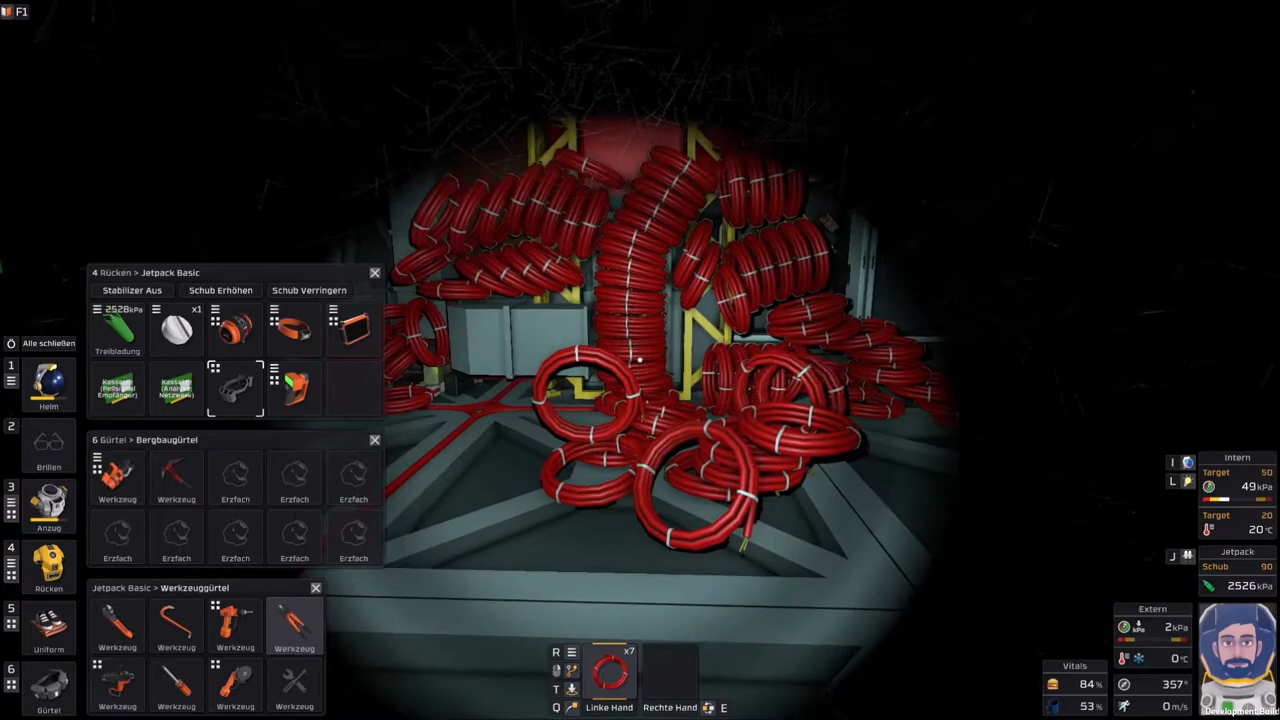 F1
4 Rücken > Jetpack Basic
Stabilizer Aus Schub Erhöhen Schub Verringern
2528kPa x1
Treibladung
Alle schließen
1
Helm
6 Gürtel > Bergbaugürtel
2
Brillen
Werkzeug Werkzeug Erzfach Erzfach Erzfach
3
Anzug
Erzfach Erzfach Erzfach Erzfach Erzfach
4
Rücken
Jetpack Basic > Werkzeuggürtel
5
Uniform
Werkzeug Werkzeug Werkzeug Werkzeug
6
Gürtel
Werkzeug Werkzeug Werkzeug Werkzeug
R x7
T
Q Linke Hand Rechte Hand E
Intern
I Target 50
49kPa
L
Target 20
20°C
Jetpack
J Schub 90
2526kPa
Extern
kPa 2kPa
0°C
Vitals
84%
357°
53%
0m/s
Development Build